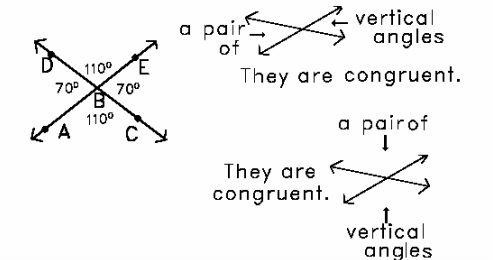 D
110°
E
70°
B
70°
110°
A
C
a pair
of
vertical
angles
They are congruent.
a pairof
They are
congruent.
vertical
angles